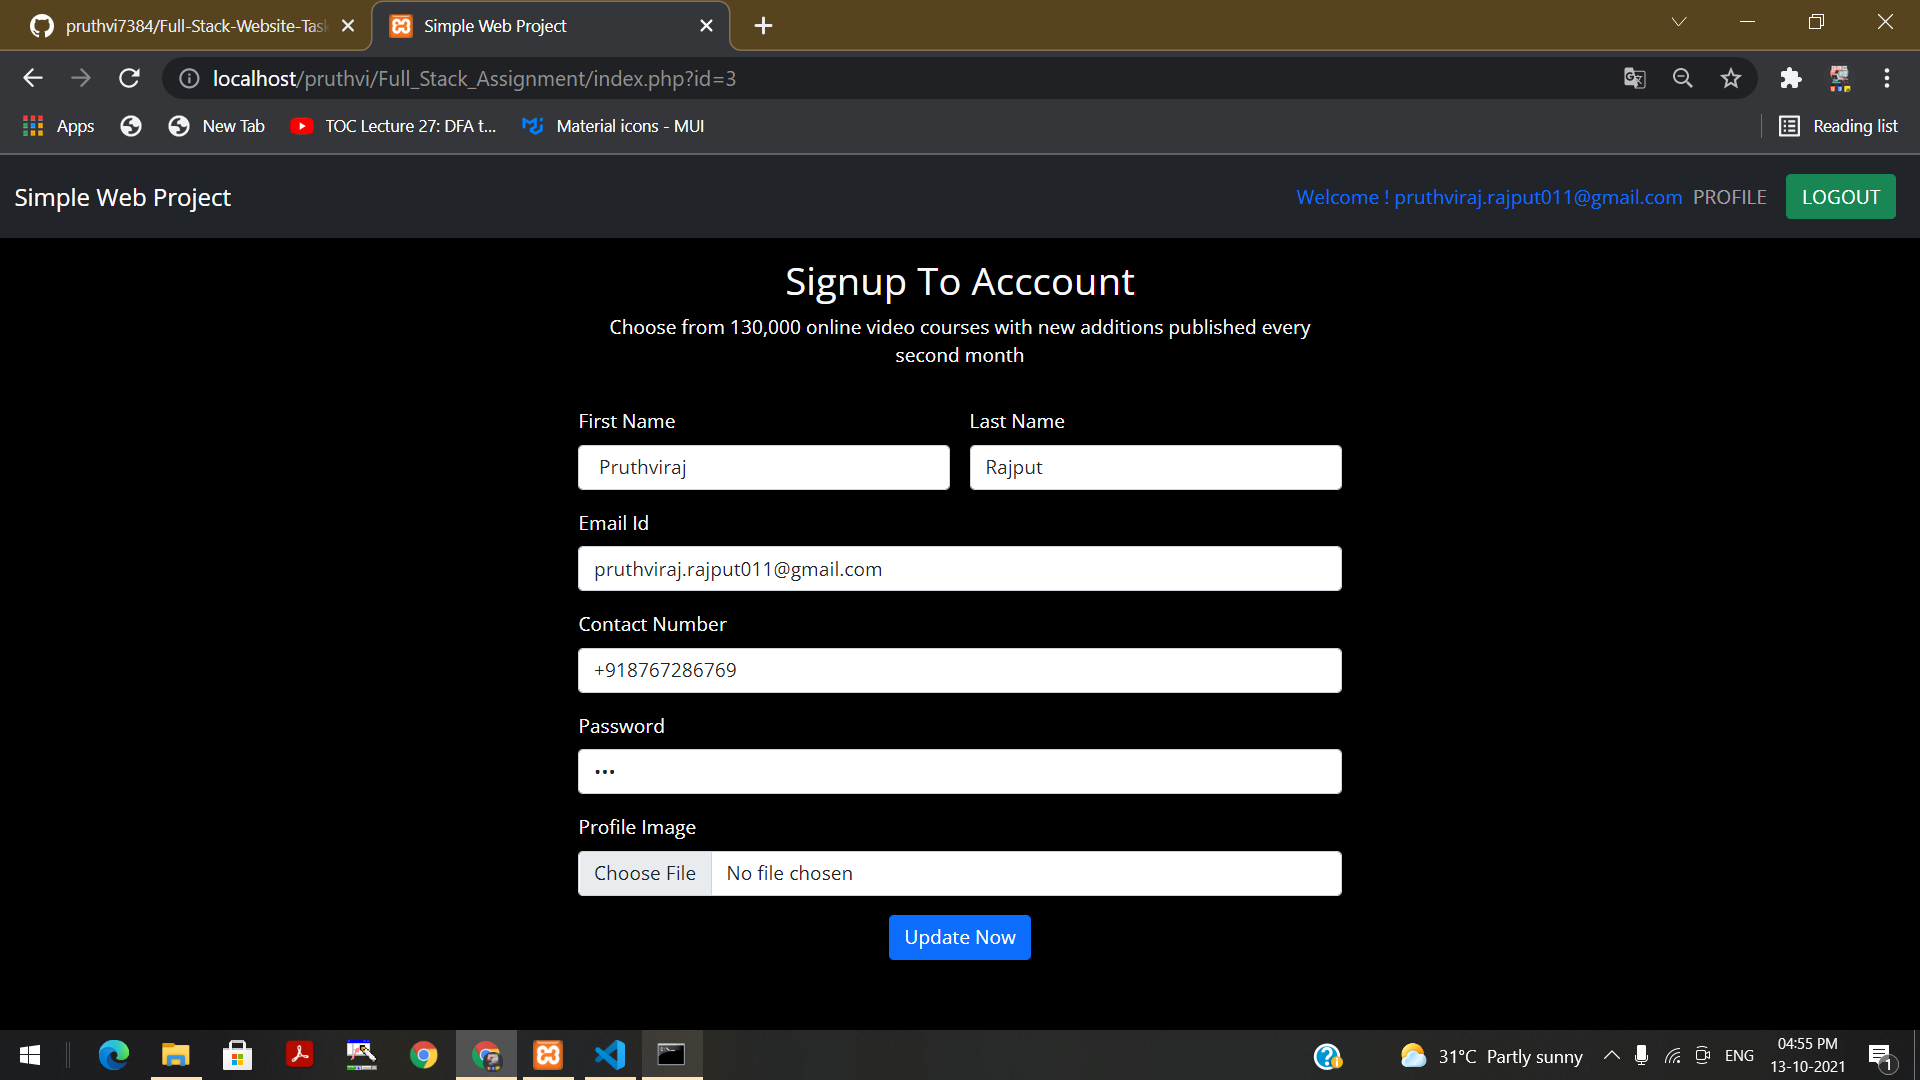 pruthvi7384/Full-Stack-Website-Tas
Simple Web Project
localhost/pruthvi/Full_Stack_Assignment/index.php?id=3
Apps
New Tab
TOC Lecture 27: DFA t...
Material icons - MUI
Reading list
Simple Web Project
Welcome ! pruthviraj.rajput011@gmail.com
PROFILE
LOGOUT
Signup To Acccount
Choose from 130,000 online video courses with new additions published every
second month
First Name
Last Name
Pruthviraj
Rajput
Email Id
pruthviraj.rajput011@gmail.com
Contact Number
+918767286769
Password
•••
Profile Image
Choose File
No file chosen
Update Now
31°C Partly sunny
ENG
04:55 PM
13-10-2021
1